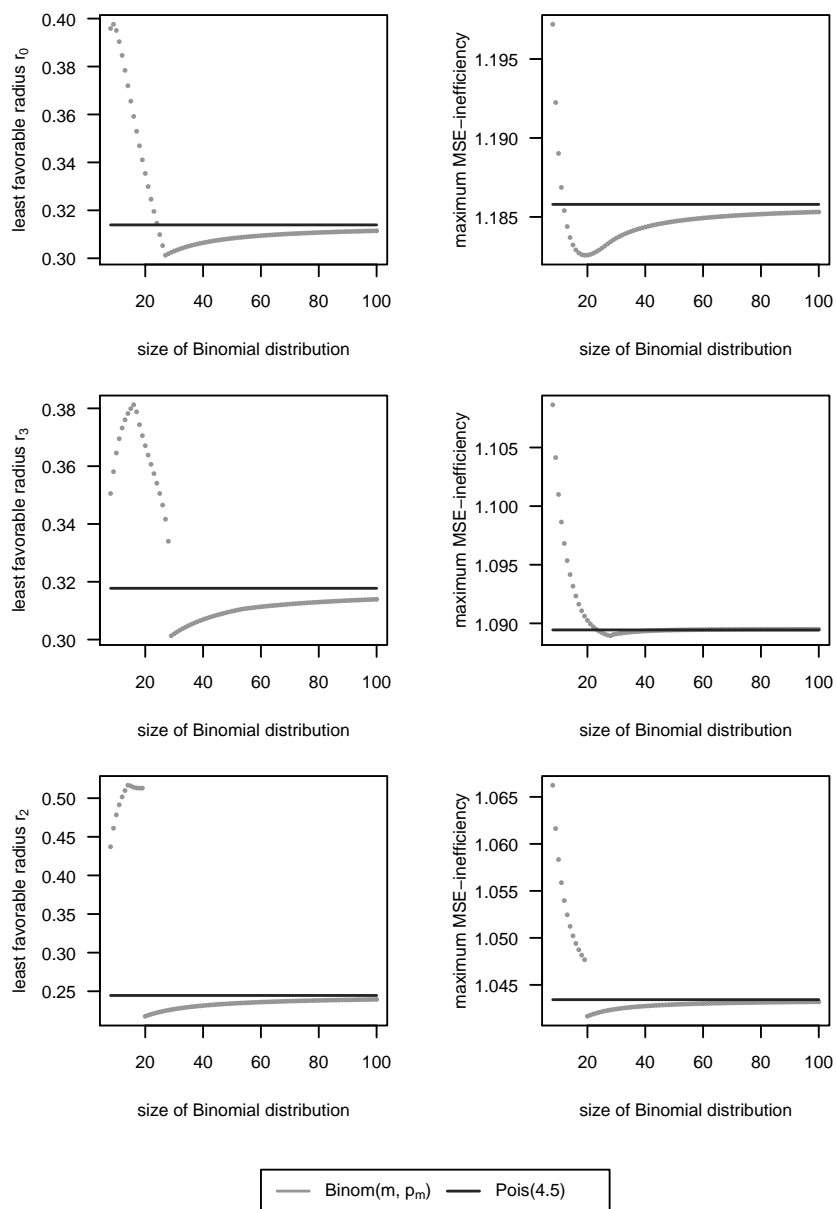 least favorable radius r₀
0.40
0.38
0.36
0.34
0.32
0.30
20 40 60 80 100
size of Binomial distribution
maximum MSE−inefficiency
1.195
1.190
1.185
20 40 60 80 100
size of Binomial distribution
least favorable radius r₃
0.38
0.36
0.34
0.32
0.30
20 40 60 80 100
size of Binomial distribution
maximum MSE−inefficiency
1.105
1.100
1.095
1.090
20 40 60 80 100
size of Binomial distribution
least favorable radius r₂
0.50
0.45
0.40
0.35
0.30
0.25
20 40 60 80 100
size of Binomial distribution
maximum MSE−inefficiency
1.065
1.060
1.055
1.050
1.045
20 40 60 80 100
size of Binomial distribution
Binom(m, pₘ) Pois(4.5)